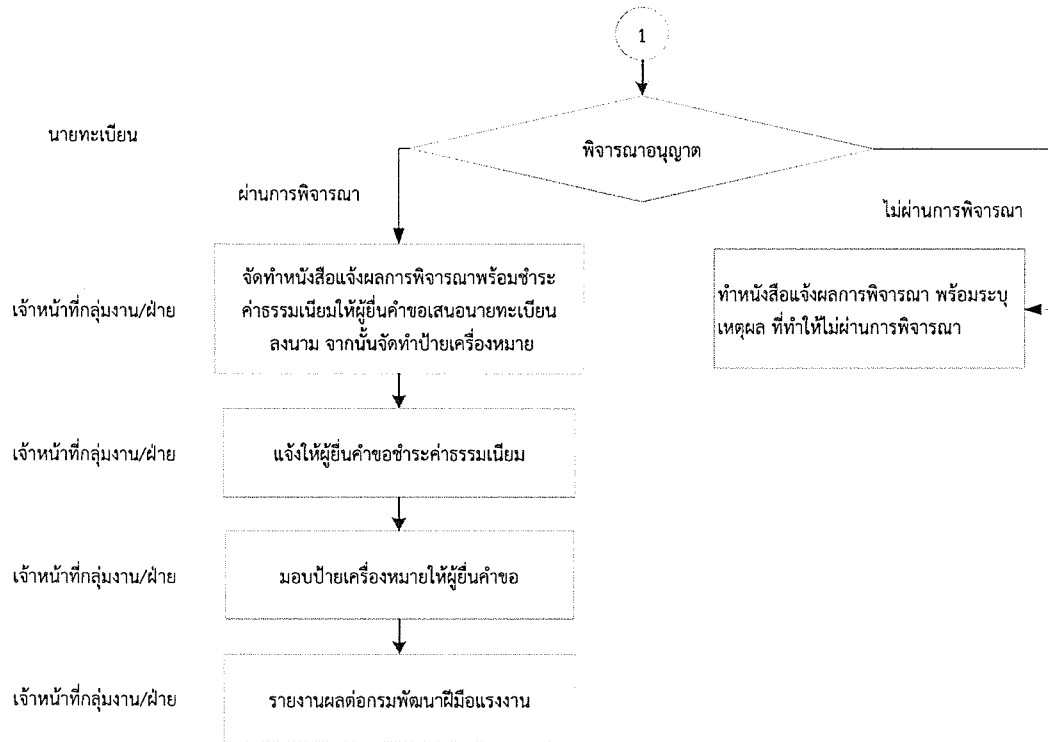 1
นายทะเบียน
พิจารณาอนุญาต
ผ่านการพิจารณา
ไม่ผ่านการพิจารณา
เจ้าหน้าที่กลุ่มงาน/ฝ่าย
จัดทำหนังสือแจ้งผลการพิจารณาพร้อมชำระ
ค่าธรรมเนียมให้ผู้ยื่นคำขอเสนอนายทะเบียน
ลงนาม จากนั้นจัดทำป้ายเครื่องหมาย
ทำหนังสือแจ้งผลการพิจารณา พร้อมระบุ
เหตุผล ที่ทำให้ไม่ผ่านการพิจารณา
เจ้าหน้าที่กลุ่มงาน/ฝ่าย
แจ้งให้ผู้ยื่นคำขอชำระค่าธรรมเนียม
เจ้าหน้าที่กลุ่มงาน/ฝ่าย
มอบป้ายเครื่องหมายให้ผู้ยื่นคำขอ
เจ้าหน้าที่กลุ่มงาน/ฝ่าย
รายงานผลต่อกรมพัฒนาฝีมือแรงงาน